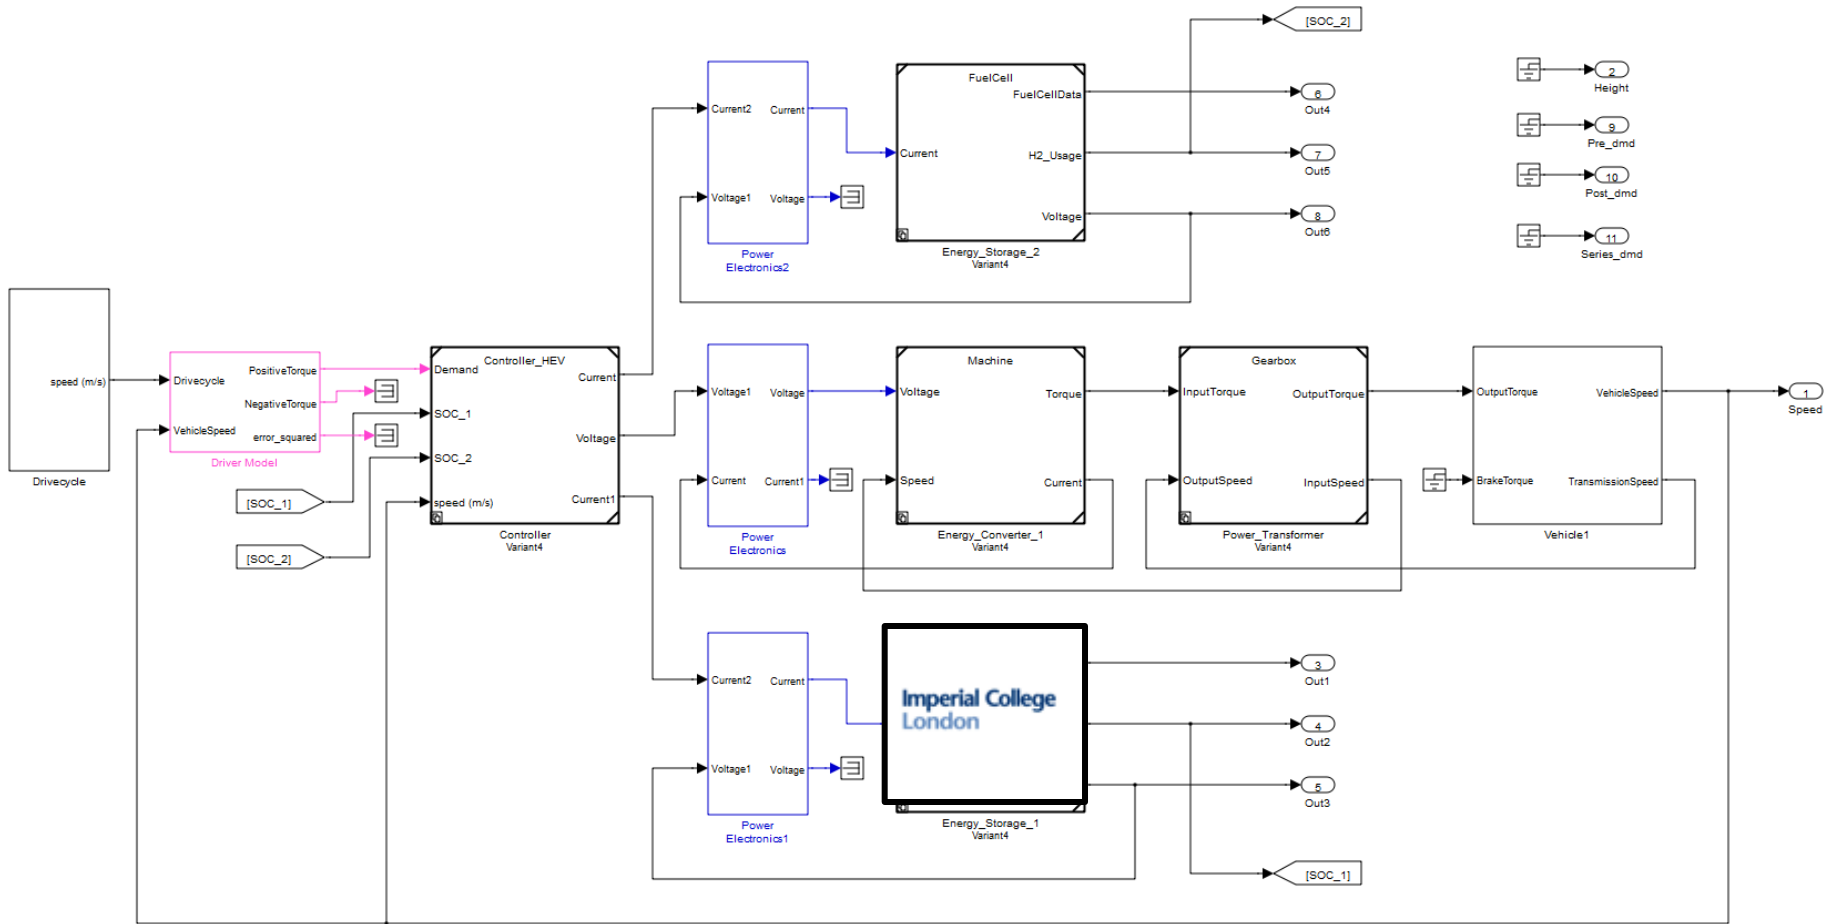 [SOC_2]
FuelCell
FuelCellData
Current
H2_Usage
Voltage
Energy_Storage_2
Variant4
Current2
Current
Voltage1
Voltage
Power
Electronics2
6
Out4
7
Out5
8
Out6
2
Height
9
Pre_dmd
10
Post_dmd
11
Series_dmd
speed (m/s)
Drivecycle
Drivecycle
PositiveTorque
NegativeTorque
VehicleSpeed
error_squared
Driver Model
[SOC_1]
[SOC_2]
Controller_HEV
Demand
Current
SOC_1
Voltage
SOC_2
Current1
speed (m/s)
Controller
Variant4
Voltage1
Voltage
Current
Current1
Power
Electronics
Machine
Voltage
Torque
Speed
Current
Energy_Converter_1
Variant4
Gearbox
InputTorque
OutputTorque
OutputSpeed
InputSpeed
Power_Transformer
Variant4
OutputTorque
VehicleSpeed
BrakeTorque
TransmissionSpeed
Vehicle1
1
Speed
Current2
Current
Voltage1
Voltage
Power
Electronics1
Imperial College
London
Energy_Storage_1
Variant4
3
Out1
4
Out2
5
Out3
[SOC_1]